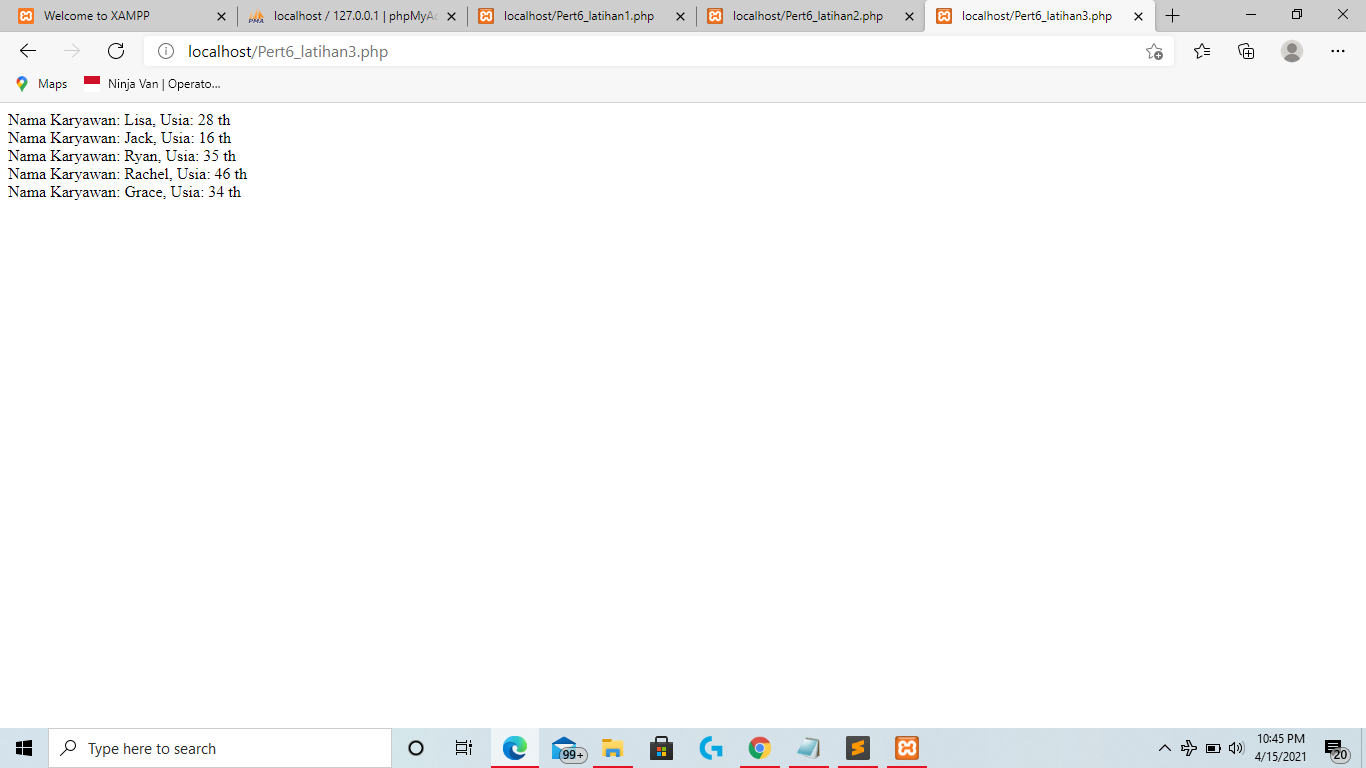 Welcome to XAMPP
localhost / 127.0.0.1 | phpMyAc
localhost/Pert6_latihan1.php
localhost/Pert6_latihan2.php
localhost/Pert6_latihan3.php
localhost/Pert6_latihan3.php
Maps
Ninja Van | Operato...
Nama Karyawan: Lisa, Usia: 28 th
Nama Karyawan: Jack, Usia: 16 th
Nama Karyawan: Ryan, Usia: 35 th
Nama Karyawan: Rachel, Usia: 46 th
Nama Karyawan: Grace, Usia: 34 th
Type here to search
99+
10:45 PM
4/15/2021
20